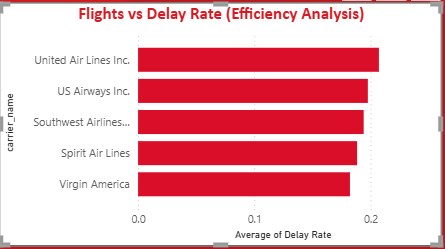 Flights vs Delay Rate (Efficiency Analysis)
United Air Lines Inc.
US Airways Inc.
Southwest Airlines...
Spirit Air Lines
Virgin America
carrier_name
0.0 0.1 0.2
Average of Delay Rate